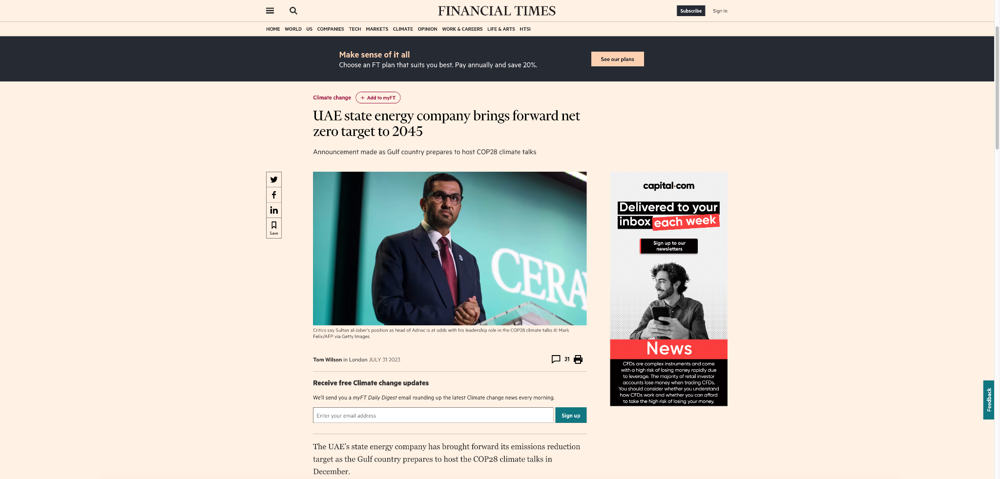 FINANCIAL TIMES
Subscribe
Sign In
HOME WORLD US COMPANIES TECH MARKETS CLIMATE OPINION WORK & CAREERS LIFE & ARTS HTSI
Make sense of it all
Choose an FT plan that suits you best. Pay annually and save 20%.
See our plans
Climate change
+ Add to myFT
UAE state energy company brings forward net
zero target to 2045
Announcement made as Gulf country prepares to host COP28 climate talks
Save
CERA
Critics say Sultan al-Jaber's position as head of Adnoc is at odds with his leadership role in the COP28 climate talks © Mark
Felix/AFP via Getty Images
Tom Wilson in London JULY 31 2023
31
Receive free Climate change updates
We'll send you a myFT Daily Digest email rounding up the latest Climate change news every morning.
Enter your email address
Sign up
The UAE's state energy company has brought forward its emissions reduction
target as the Gulf country prepares to host the COP28 climate talks in
December.
capital.com
Delivered to your
inbox each week
Sign up to our
newsletters
News
CFDs are complex instruments and come
with a high risk of losing money rapidly due
to leverage. The majority of retail investor
accounts lose money when trading CFDs.
You should consider whether you understand
how CFDs work and whether you can afford
to take the high risk of losing your money.
Feedback